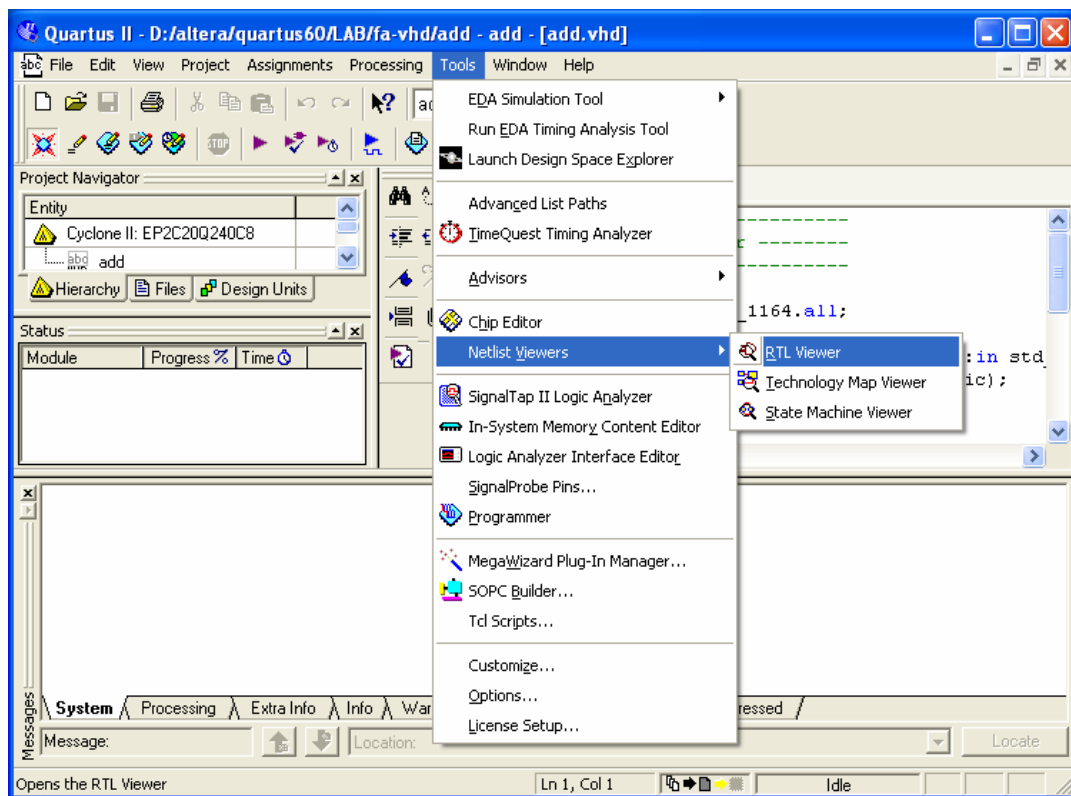 Quartus II - D:/altera/quartus60/LAB/fa-vhd/add - add - [add.vhd]
abc File Edit View Project Assignments Processing Tools Window Help
EDA Simulation Tool
Run EDA Timing Analysis Tool
Launch Design Space Explorer
Advanced List Paths
TimeQuest Timing Analyzer
Advisors
Chip Editor
Netlist Viewers
SignalTap II Logic Analyzer
In-System Memory Content Editor
Logic Analyzer Interface Editor
SignalProbe Pins...
Programmer
MegaWizard Plug-In Manager...
SOPC Builder...
Tcl Scripts...
Customize...
Options...
License Setup...
RTL Viewer
Technology Map Viewer
State Machine Viewer
STOP
Project Navigator
Entity
Cyclone II: EP2C20Q240C8
abc add
Hierarchy Files Design Units
Status
Module Progress % Time
----------
r --------
----------
_1164.all;
:in std_
ic);
Messages
System Processing Extra Info Info War ressed
Message: Location: Locate
Opens the RTL Viewer Ln 1, Col 1 Idle